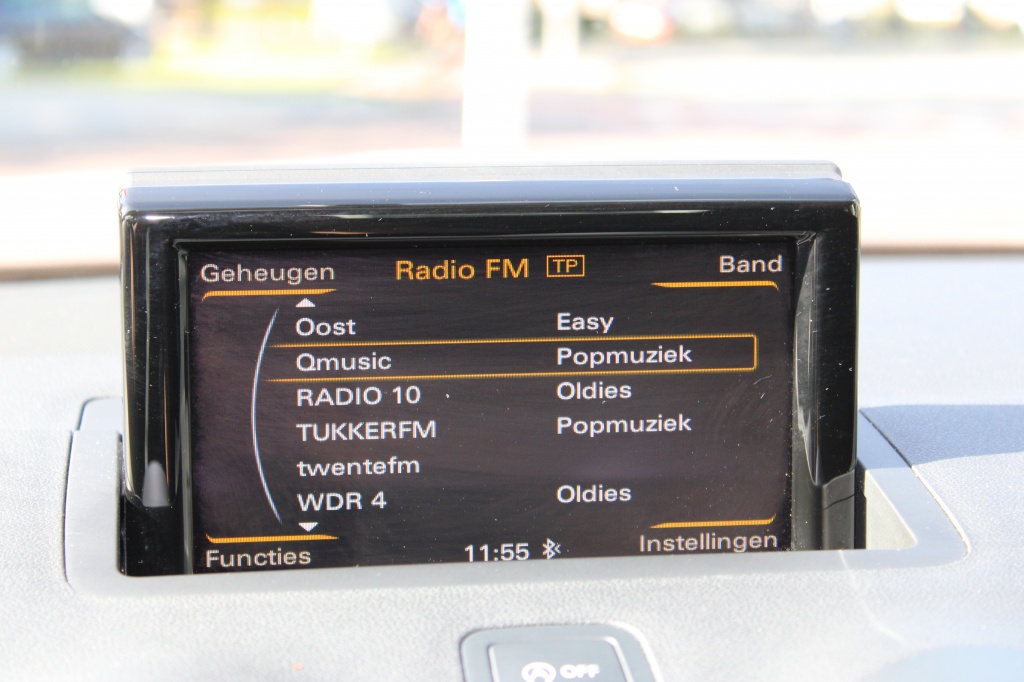 Geheugen Radio FM TP Band
Oost Easy
Qmusic Popmuziek
RADIO 10 Oldies
TUKKERFM Popmuziek
twentefm
WDR 4 Oldies
Functies 11:55 Instellingen
OFF